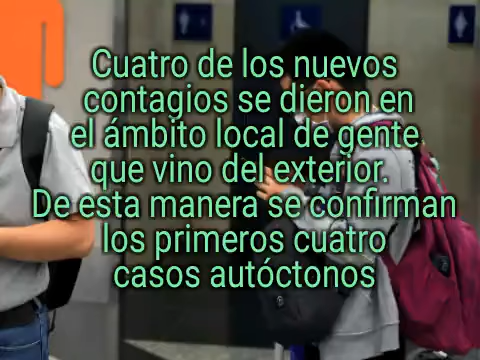 Cuatro de los nuevos
contagios se dieron en
el ámbito local de gente
que vino del exterior.
De esta manera se confirman
los primeros cuatro
casos autóctonos